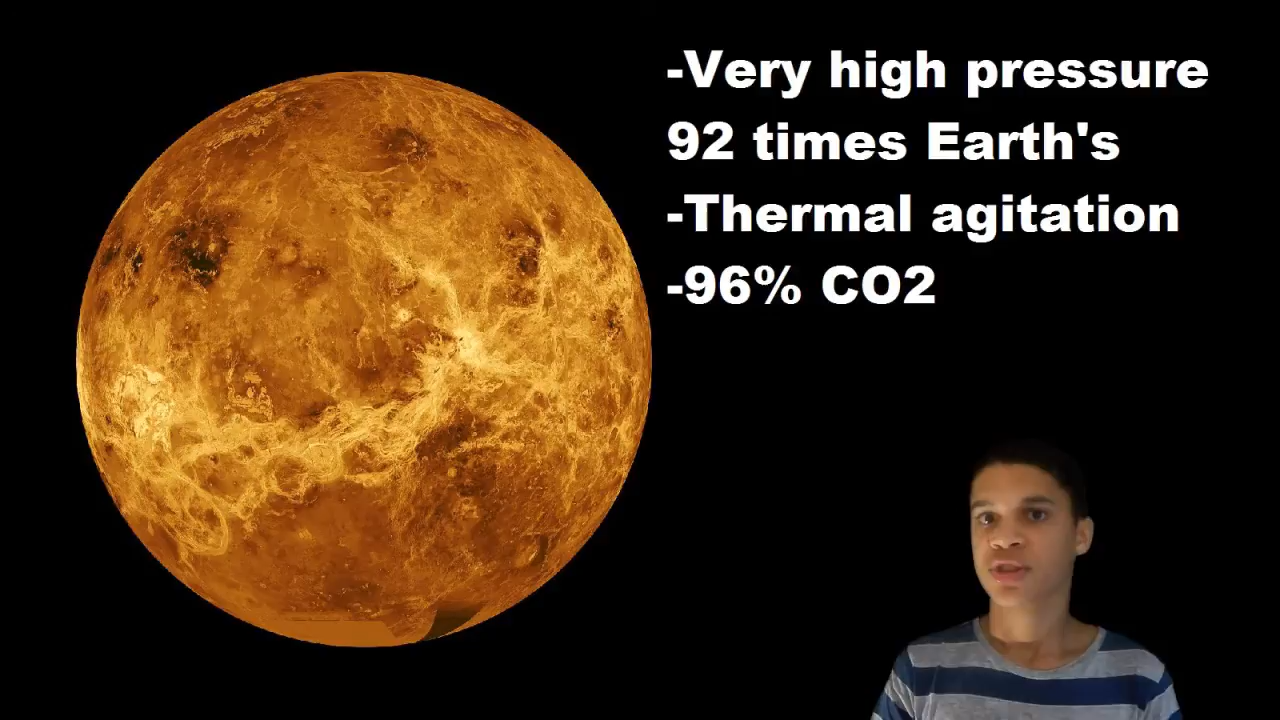 -Very high pressure
92 times Earth's
-Thermal agitation
-96% CO2